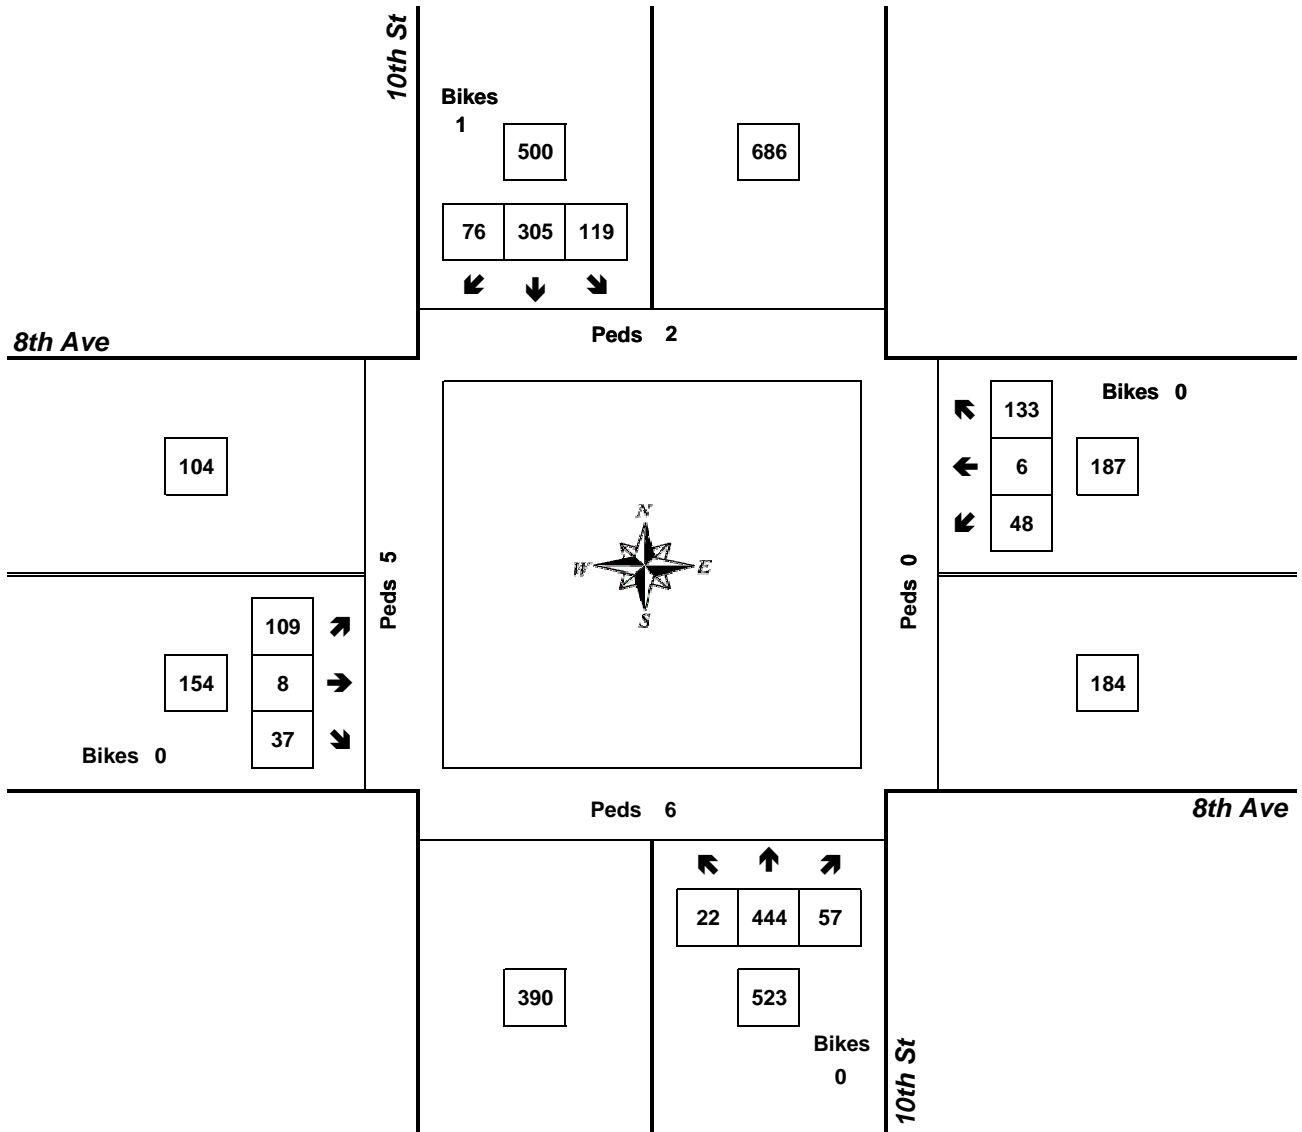 10th St
Bikes
1
500
686
76 305 119
Peds 2
8th Ave
133
Bikes 0
104
6
187
48
N
W E
S
Peds 5
Peds 0
109
154
8
184
37
Bikes 0
Peds 6
8th Ave
22 444 57
390
523
Bikes
0
10th St